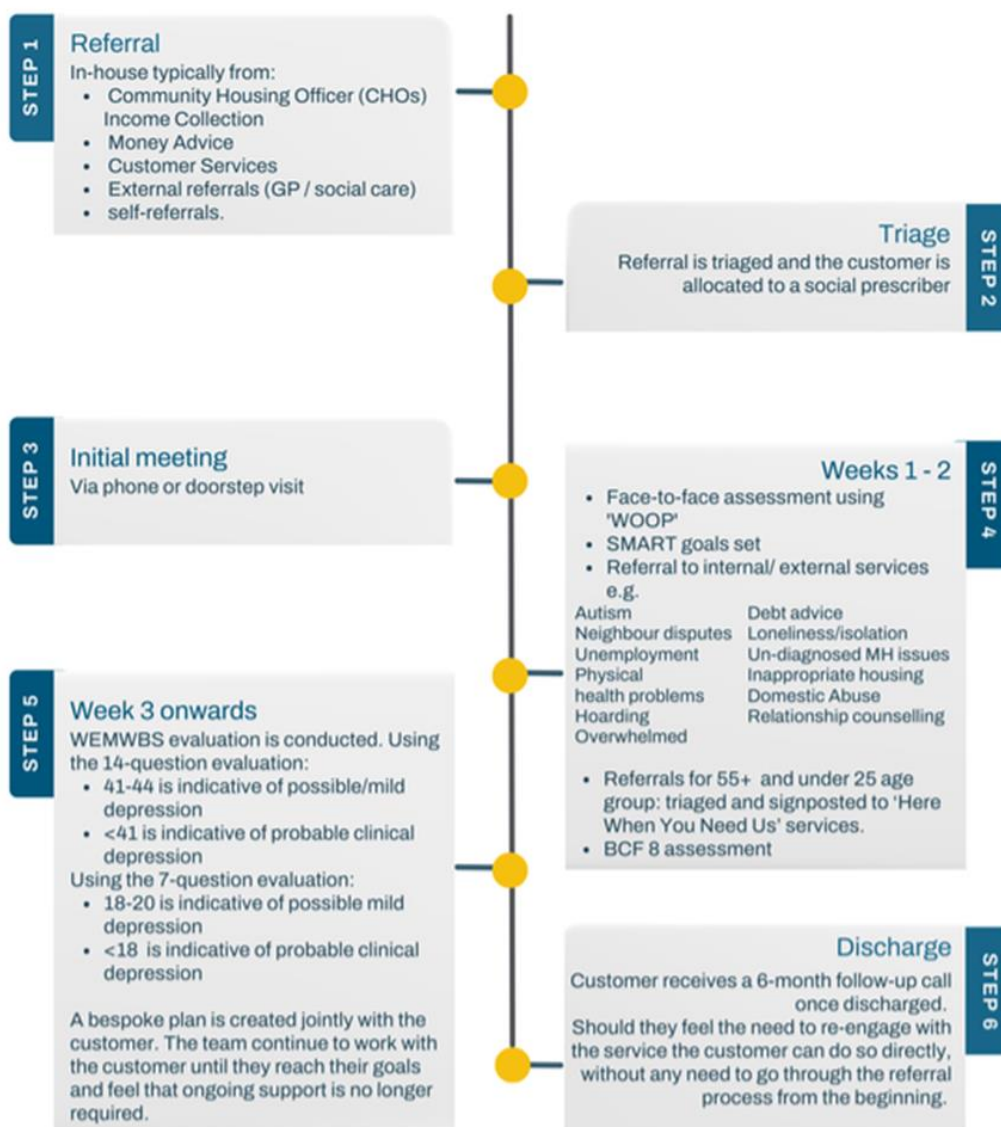 STEP 1
Referral
In-house typically from:
• Community Housing Officer (CHOs)
Income Collection
• Money Advice
• Customer Services
• External referrals (GP / social care)
• self-referrals.
STEP 2
Triage
Referral is triaged and the customer is
allocated to a social prescriber
STEP 3
Initial meeting
Via phone or doorstep visit
STEP 4
Weeks 1 - 2
• Face-to-face assessment using
'WOOP'
• SMART goals set
• Referral to internal/ external services
e.g.
Autism
Neighbour disputes
Unemployment
Physical
health problems
Hoarding
Overwhelmed
Debt advice
Loneliness/isolation
Un-diagnosed MH issues
Inappropriate housing
Domestic Abuse
Relationship counselling
• Referrals for 55+ and under 25 age
group: triaged and signposted to ‘Here
When You Need Us’ services.
• BCF 8 assessment
STEP 5
Week 3 onwards
WEMWBS evaluation is conducted. Using
the 14-question evaluation:
• 41-44 is indicative of possible/mild
depression
• <41 is indicative of probable clinical
depression
Using the 7-question evaluation:
• 18-20 is indicative of possible mild
depression
• <18 is indicative of probable clinical
depression
A bespoke plan is created jointly with the
customer. The team continue to work with
the customer until they reach their goals
and feel that ongoing support is no longer
required.
STEP 6
Discharge
Customer receives a 6-month follow-up call
once discharged.
Should they feel the need to re-engage with
the service the customer can do so directly,
without any need to go through the referral
process from the beginning.